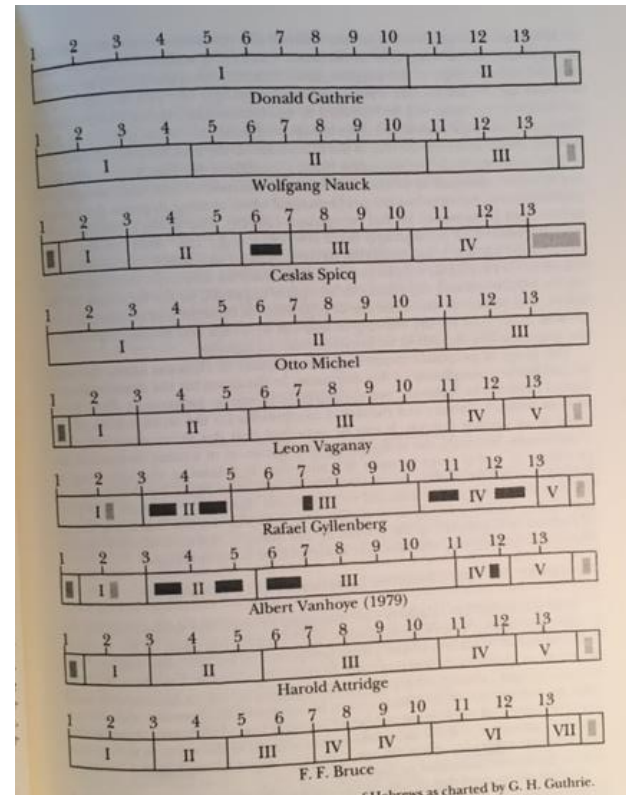 1 2 3 4 5 6 7 8 9 10 11 12 13
I II
Donald Guthrie
1 2 3 4 5 6 7 8 9 10 11 12 13
I II III
Wolfgang Nauck
1 2 3 4 5 6 7 8 9 10 11 12 13
I II III IV
Ceslas Spicq
1 2 3 4 5 6 7 8 9 10 11 12 13
I II III
Otto Michel
1 2 3 4 5 6 7 8 9 10 11 12 13
I II III IV V
Leon Vaganay
1 2 3 4 5 6 7 8 9 10 11 12 13
I II III IV V
Rafael Gyllenberg
1 2 3 4 5 6 7 8 9 10 11 12 13
I II III IV V
Albert Vanhoye (1979)
1 2 3 4 5 6 7 8 9 10 11 12 13
I II III IV V
Harold Attridge
1 2 3 4 5 6 7 8 9 10 11 12 13
I II III IV IV VI VII
F. F. Bruce
Hebrews as charted by G. H. Guthrie.